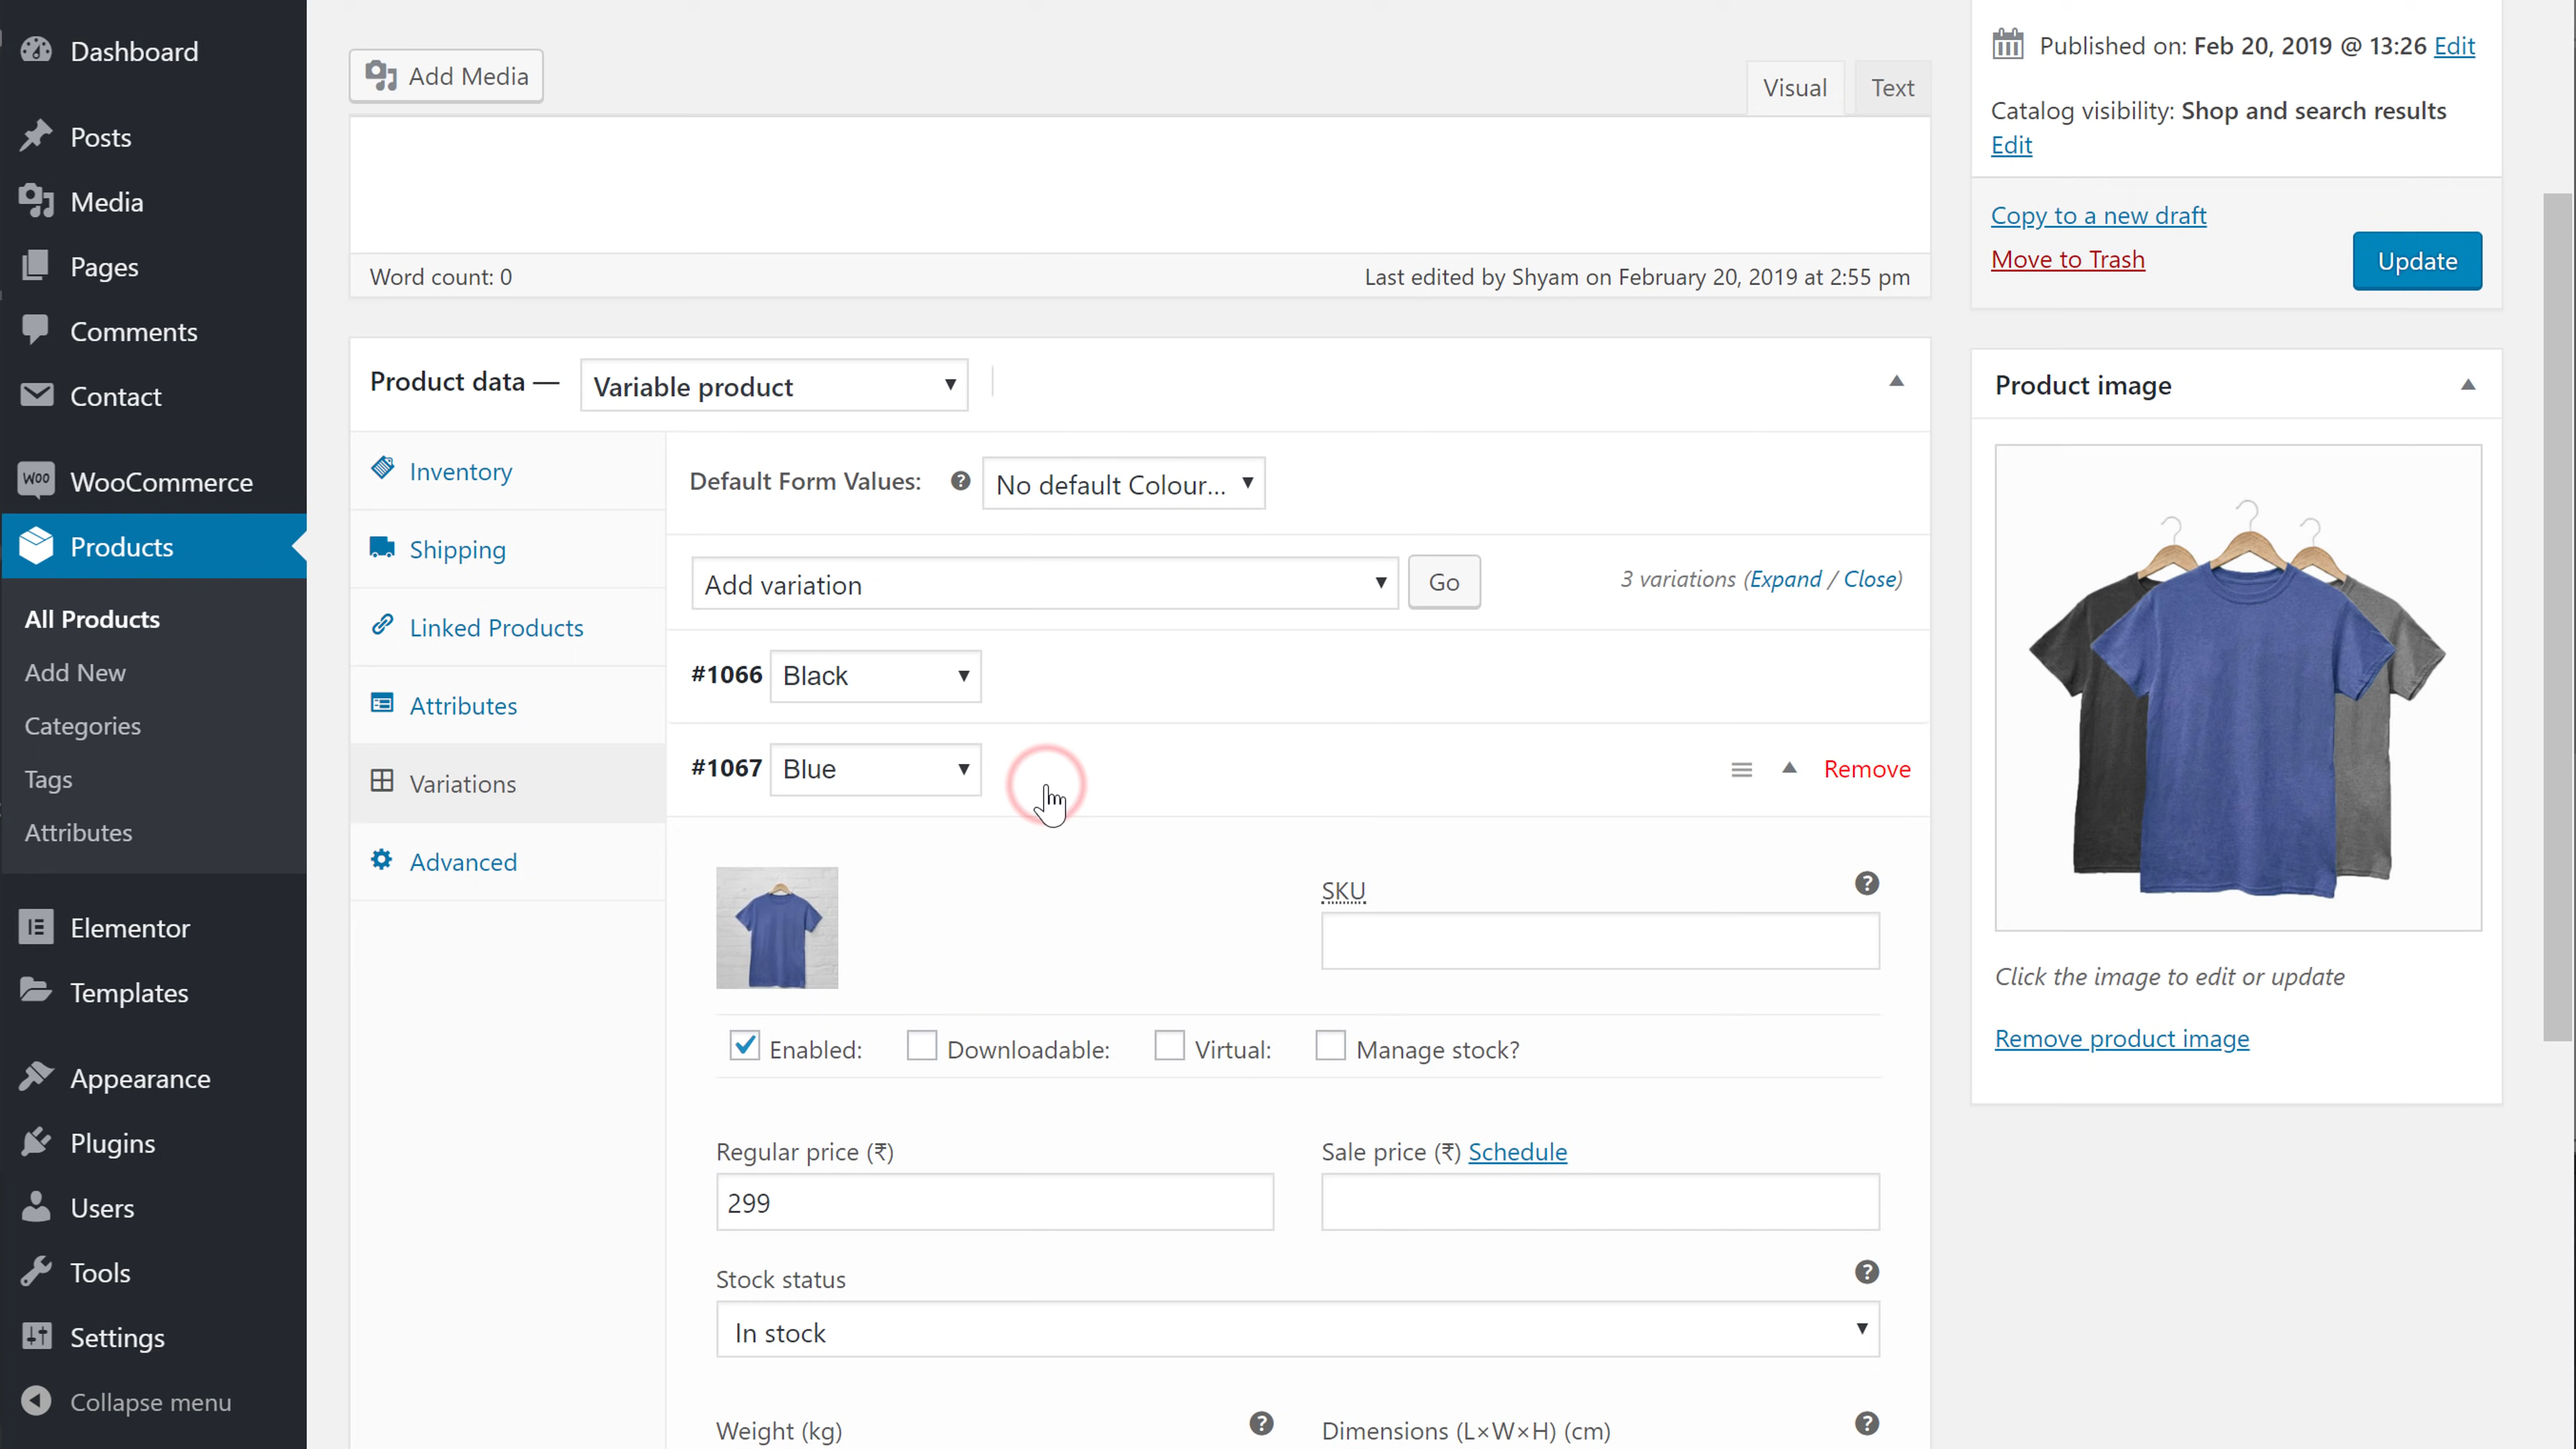 Dashboard
Posts
Media
Pages
Comments
Contact
WOO
WooCommerce
Products
All Products
Add New
Categories
Tags
Attributes
Elementor
Templates
Appearance
Plugins
Users
Tools
Settings
Collapse menu
Add Media
Visual Text
Word count: 0 Last edited by Shyam on February 20, 2019 at 2:55 pm
Product data — Variable product
Inventory
Shipping
Linked Products
Attributes
Variations
Advanced
Default Form Values: ? No default Colour...
Add variation Go 3 variations (Expand / Close)
#1066 Black
#1067 Blue Remove
SKU ?
Enabled: Downloadable: Virtual: Manage stock?
Regular price (₹) Sale price (₹) Schedule
299
Stock status ?
In stock
Weight (kg) ? Dimensions (L×W×H) (cm) ?
Published on: Feb 20, 2019 @ 13:26 Edit
Catalog visibility: Shop and search results
Edit
Copy to a new draft
Move to Trash
Update
Product image
Click the image to edit or update
Remove product image